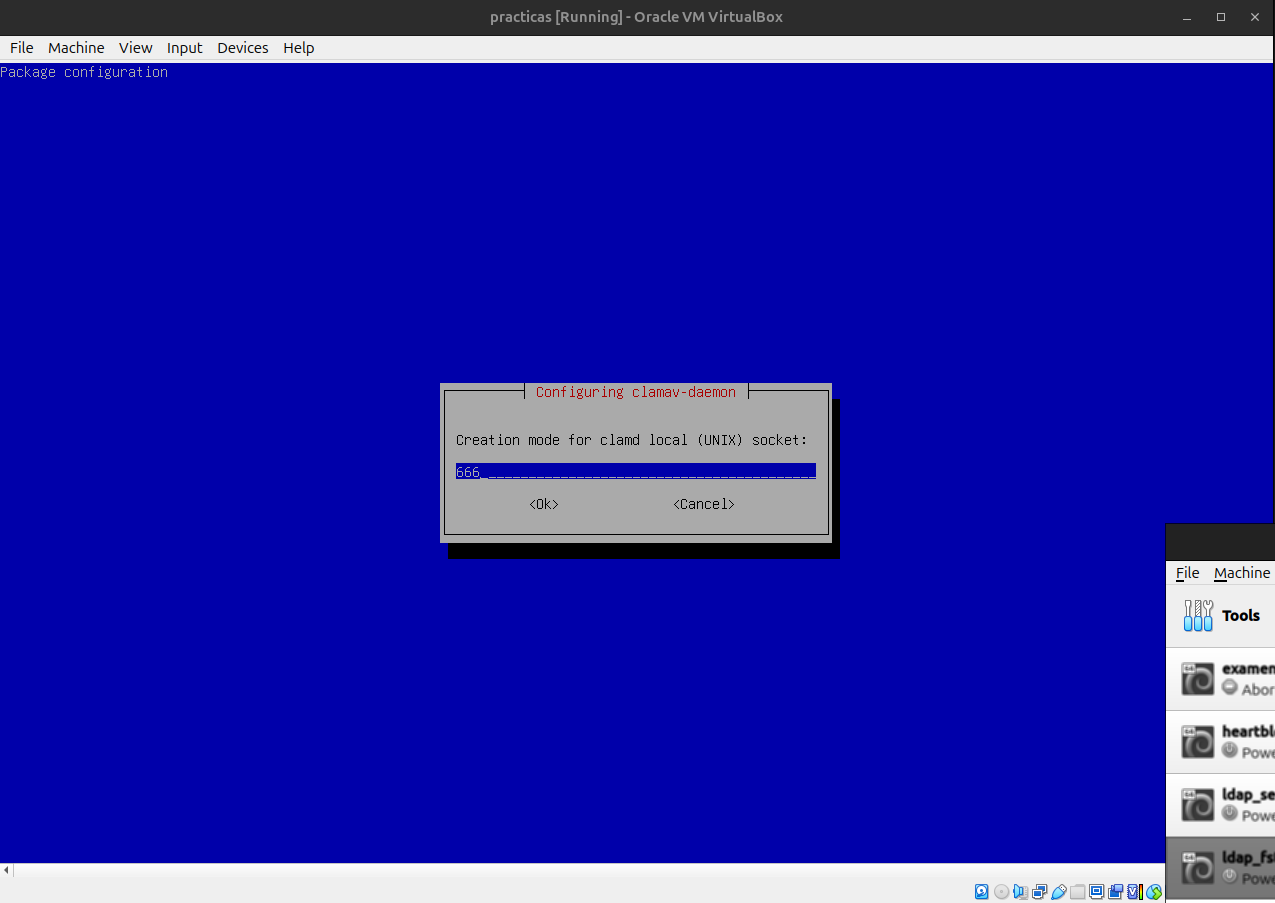 practicas [Running] - Oracle VM VirtualBox
File Machine View Input Devices Help
Package configuration
Configuring clamav-daemon
Creation mode for clamd local (UNIX) socket:
666
<Ok> <Cancel>
File Machine
Tools
examen
Abor
heartbl
Powe
ldap_se
Powe
ldap_fs
Powe